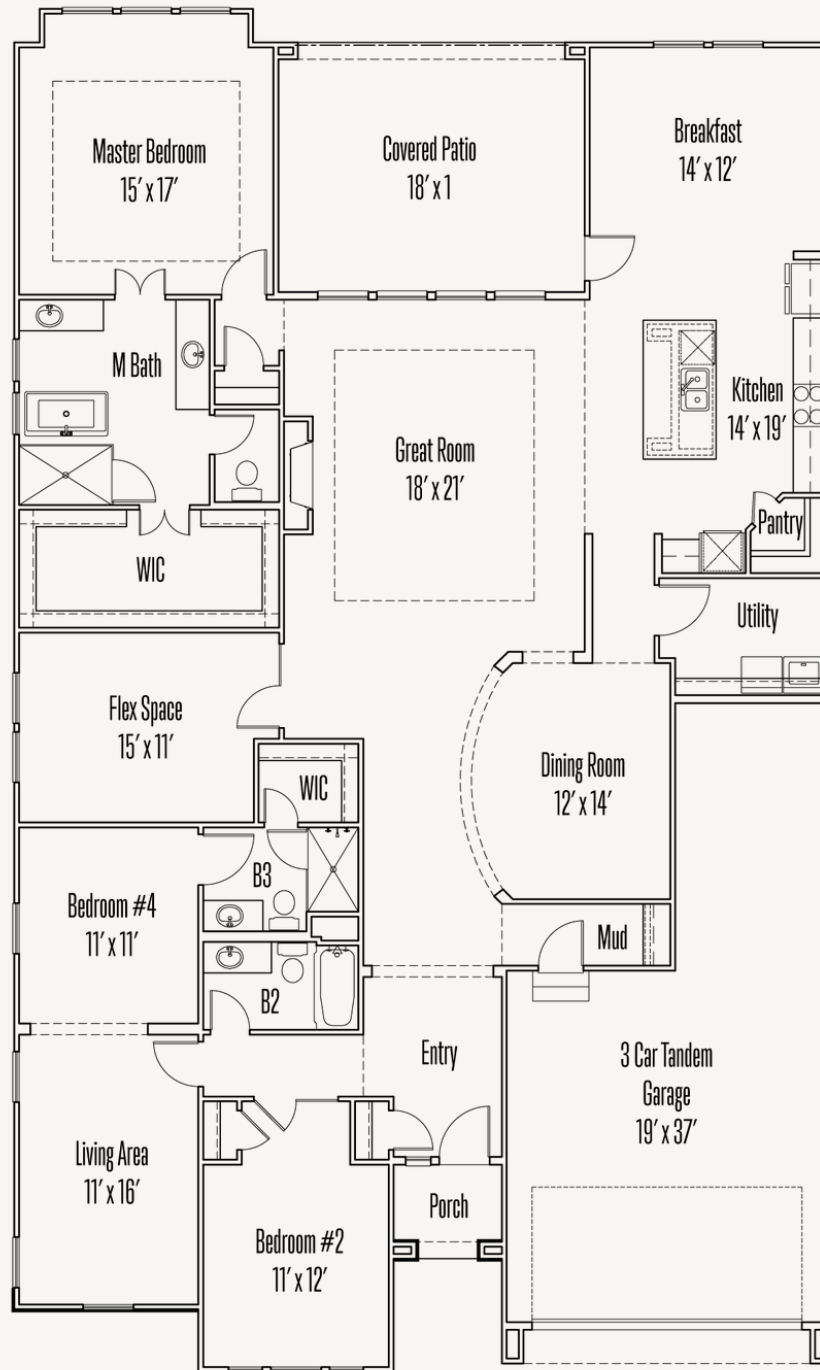 Master Bedroom
15′ x 17′
Covered Patio
18′ x 1
Breakfast
14′ x 12′
M Bath
Great Room
18′ x 21′
Kitchen
14′ x 19′
Pantry
WIC
Utility
Flex Space
15′ x 11′
WIC
Dining Room
12′ x 14′
B3
Bedroom #4
11′ x 11′
Mud
B2
Entry
3 Car Tandem
Garage
19′ x 37′
Living Area
11′ x 16′
Porch
Bedroom #2
11′ x 12′